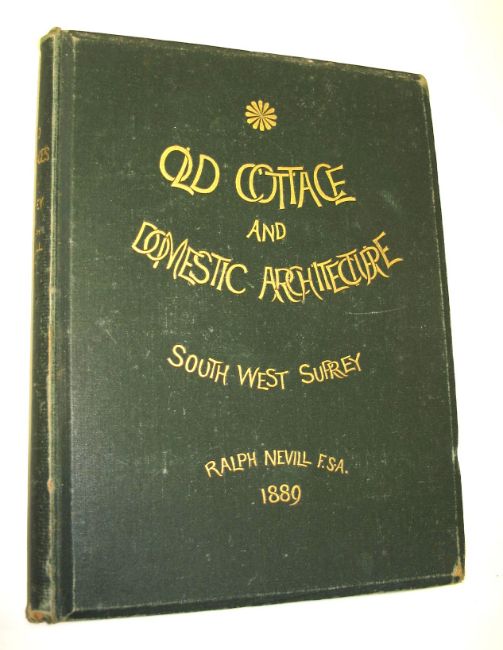 OLD COTTAGE
AND
DOMESTIC ARCHITECTURE
SOUTH WEST SURREY
RALPH NEVILL F.S.A.
1889